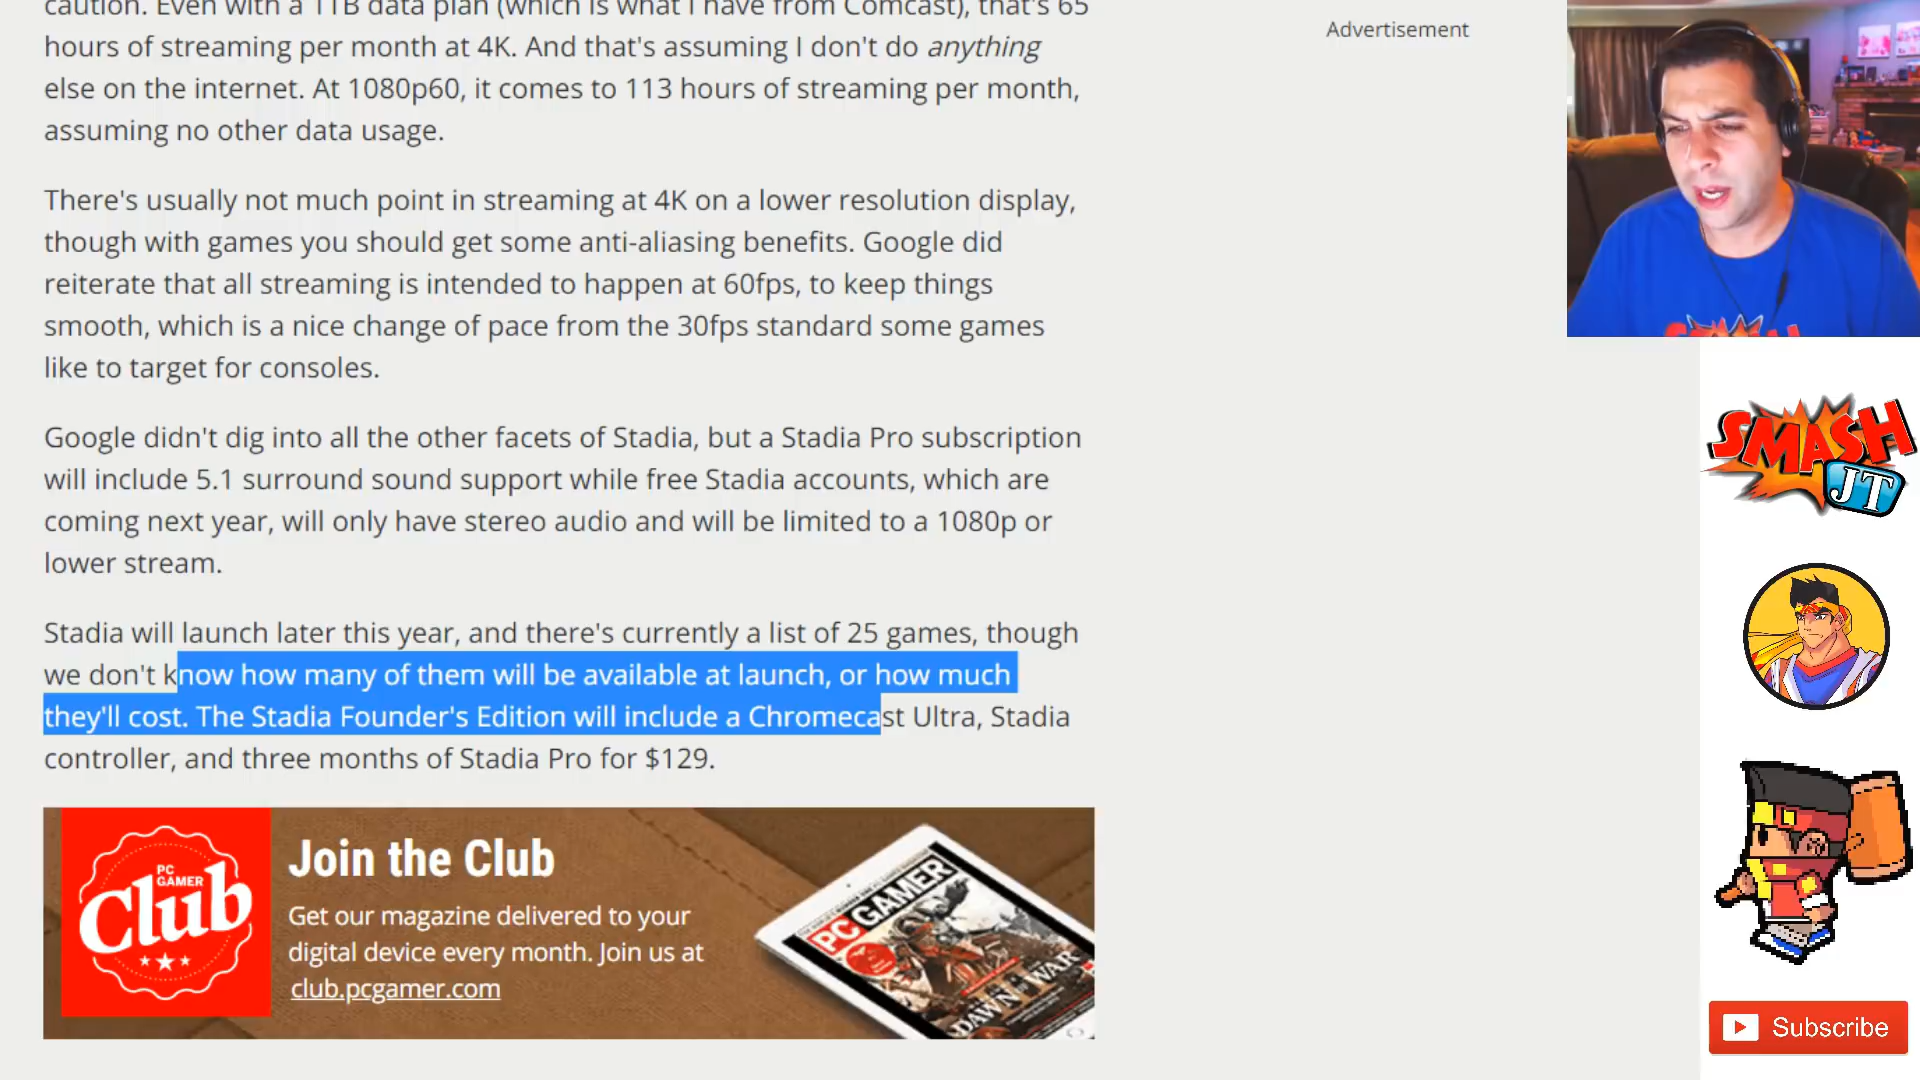 caution. Even with a 1TB data plan (which is what I have from Comcast), that's 65
hours of streaming per month at 4K. And that's assuming I don't do anything
else on the internet. At 1080p60, it comes to 113 hours of streaming per month,
assuming no other data usage.
There's usually not much point in streaming at 4K on a lower resolution display,
though with games you should get some anti-aliasing benefits. Google did
reiterate that all streaming is intended to happen at 60fps, to keep things
smooth, which is a nice change of pace from the 30fps standard some games
like to target for consoles.
Google didn't dig into all the other facets of Stadia, but a Stadia Pro subscription
will include 5.1 surround sound support while free Stadia accounts, which are
coming next year, will only have stereo audio and will be limited to a 1080p or
lower stream.
Stadia will launch later this year, and there's currently a list of 25 games, though
we don't know how many of them will be available at launch, or how much
they'll cost. The Stadia Founder's Edition will include a Chromecast Ultra, Stadia
controller, and three months of Stadia Pro for $129.
PC
GAMER
Club
Join the Club
Get our magazine delivered to your
digital device every month. Join us at
club.pcgamer.com
PC GAMER
DAWN OF WAR
Advertisement
SMASH
JT
Subscribe